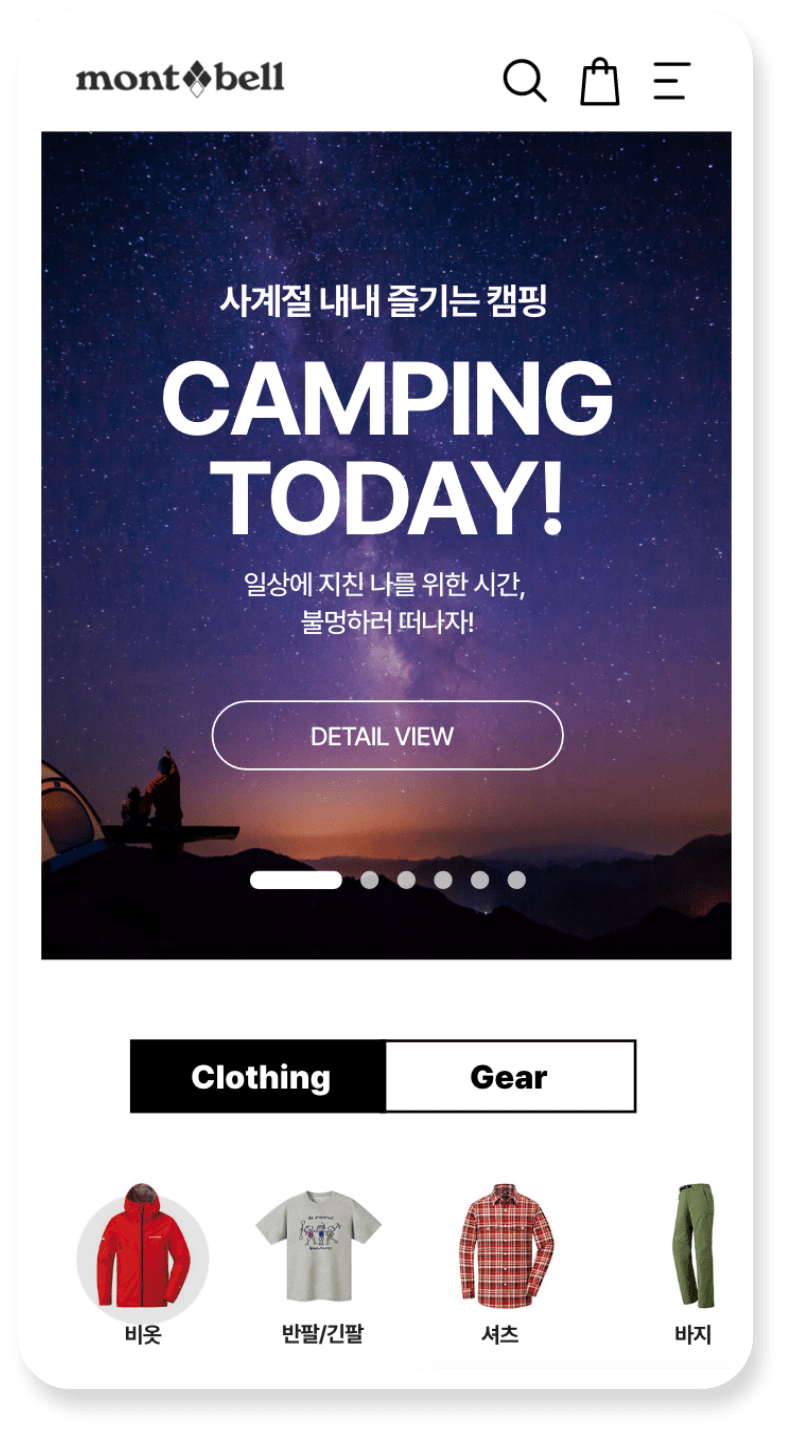 mont bell
사계절 내내 즐기는 캠핑
CAMPING
TODAY!
일상에 지친 나를 위한 시간,
불멍하러 떠나자!
DETAIL VIEW
Clothing
Gear
비옷
반팔/긴팔
셔츠
바지